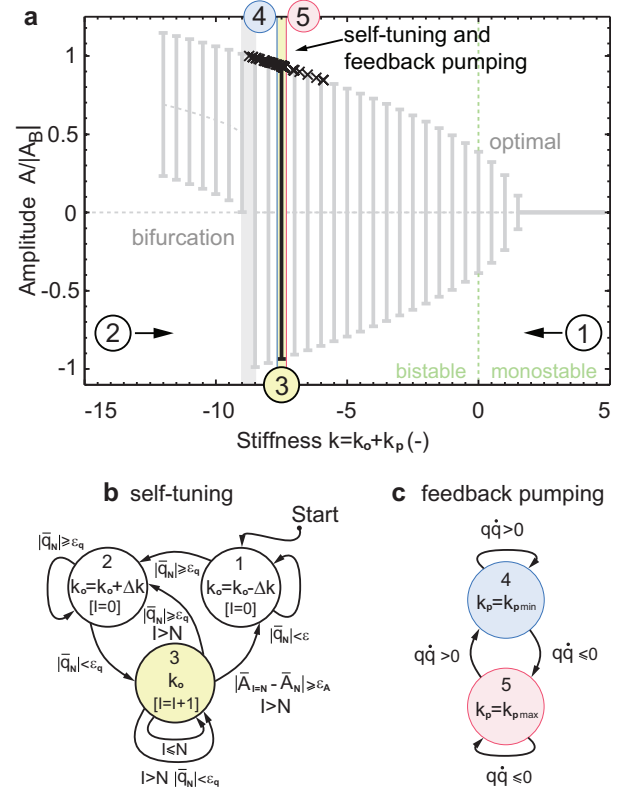 a
4
5
self-tuning and
feedback pumping
optimal
bifurcation
2
1
3
bistable
monostable
1
0.5
0
-0.5
-1
Amplitude A/|A_B|
-15
-10
-5
0
5
Stiffness k=k_o+k_p(-)
b self-tuning
Start
|q̄_N|≥ε_q
2
k_o=k_o+Δk
[I=0]
|q̄_N|≥ε_q
1
k_o=k_o-Δk
[I=0]
|q̄_N|≥ε_q
I>N
|q̄_N|<ε
|q̄_N|<ε_q
3
k_o
[I=I+1]
|Ā_I=N - Ā_N|≥ε_A
I>N
I≤N
I>N |q̄_N|<ε_q
c feedback pumping
qq̇>0
4
k_p=k_pmin
qq̇>0
qq̇ ≤0
5
k_p=k_pmax
qq̇ ≤0